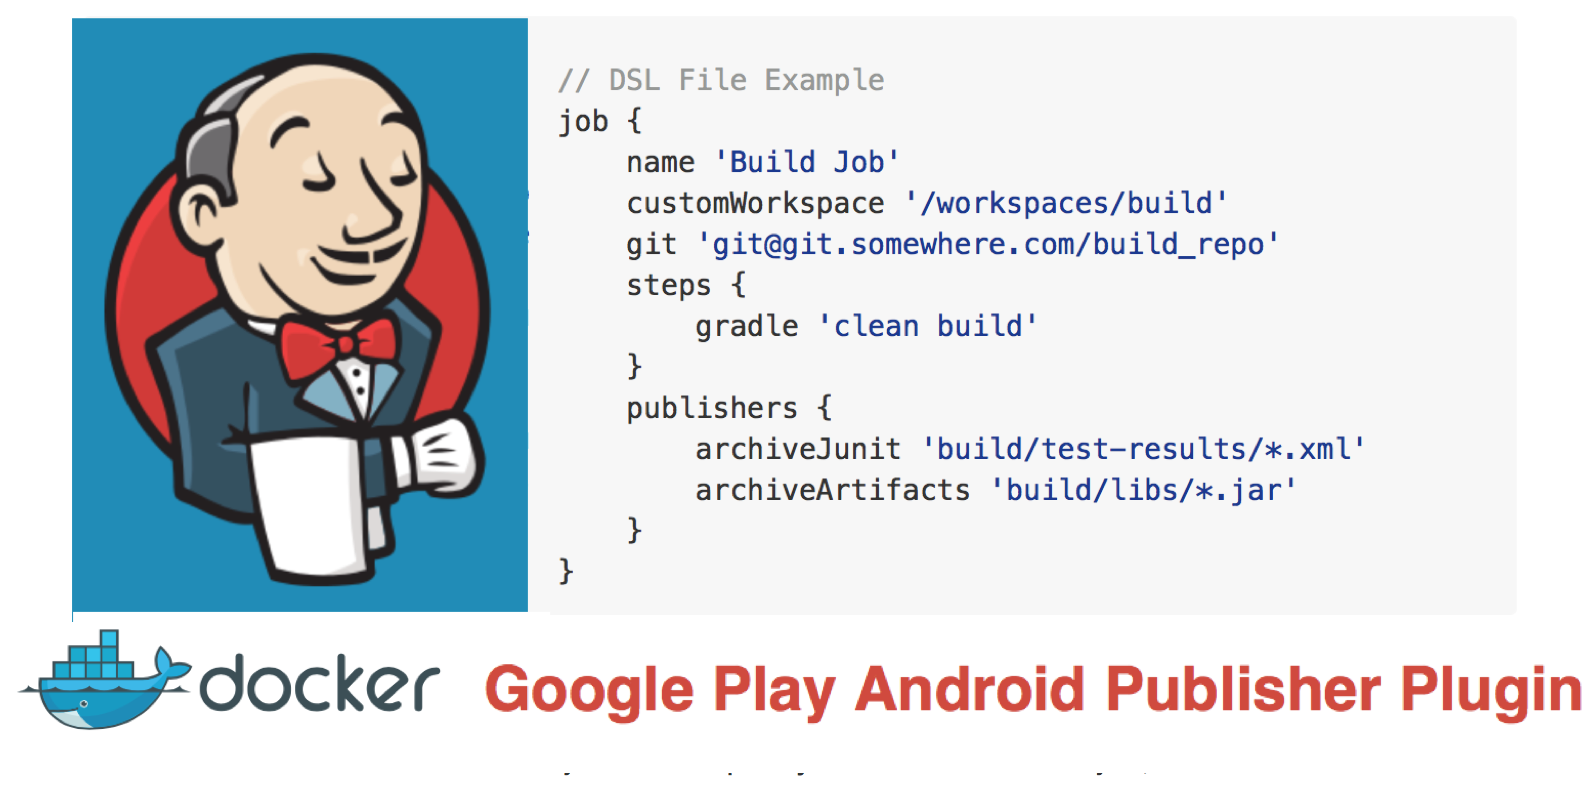 // DSL File Example
job {
    name 'Build Job'
    customWorkspace '/workspaces/build'
    git 'git@git.somewhere.com/build_repo'
    steps {
        gradle 'clean build'
    }
    publishers {
        archiveJunit 'build/test-results/*.xml'
        archiveArtifacts 'build/libs/*.jar'
    }
}
docker
Google Play Android Publisher Plugin